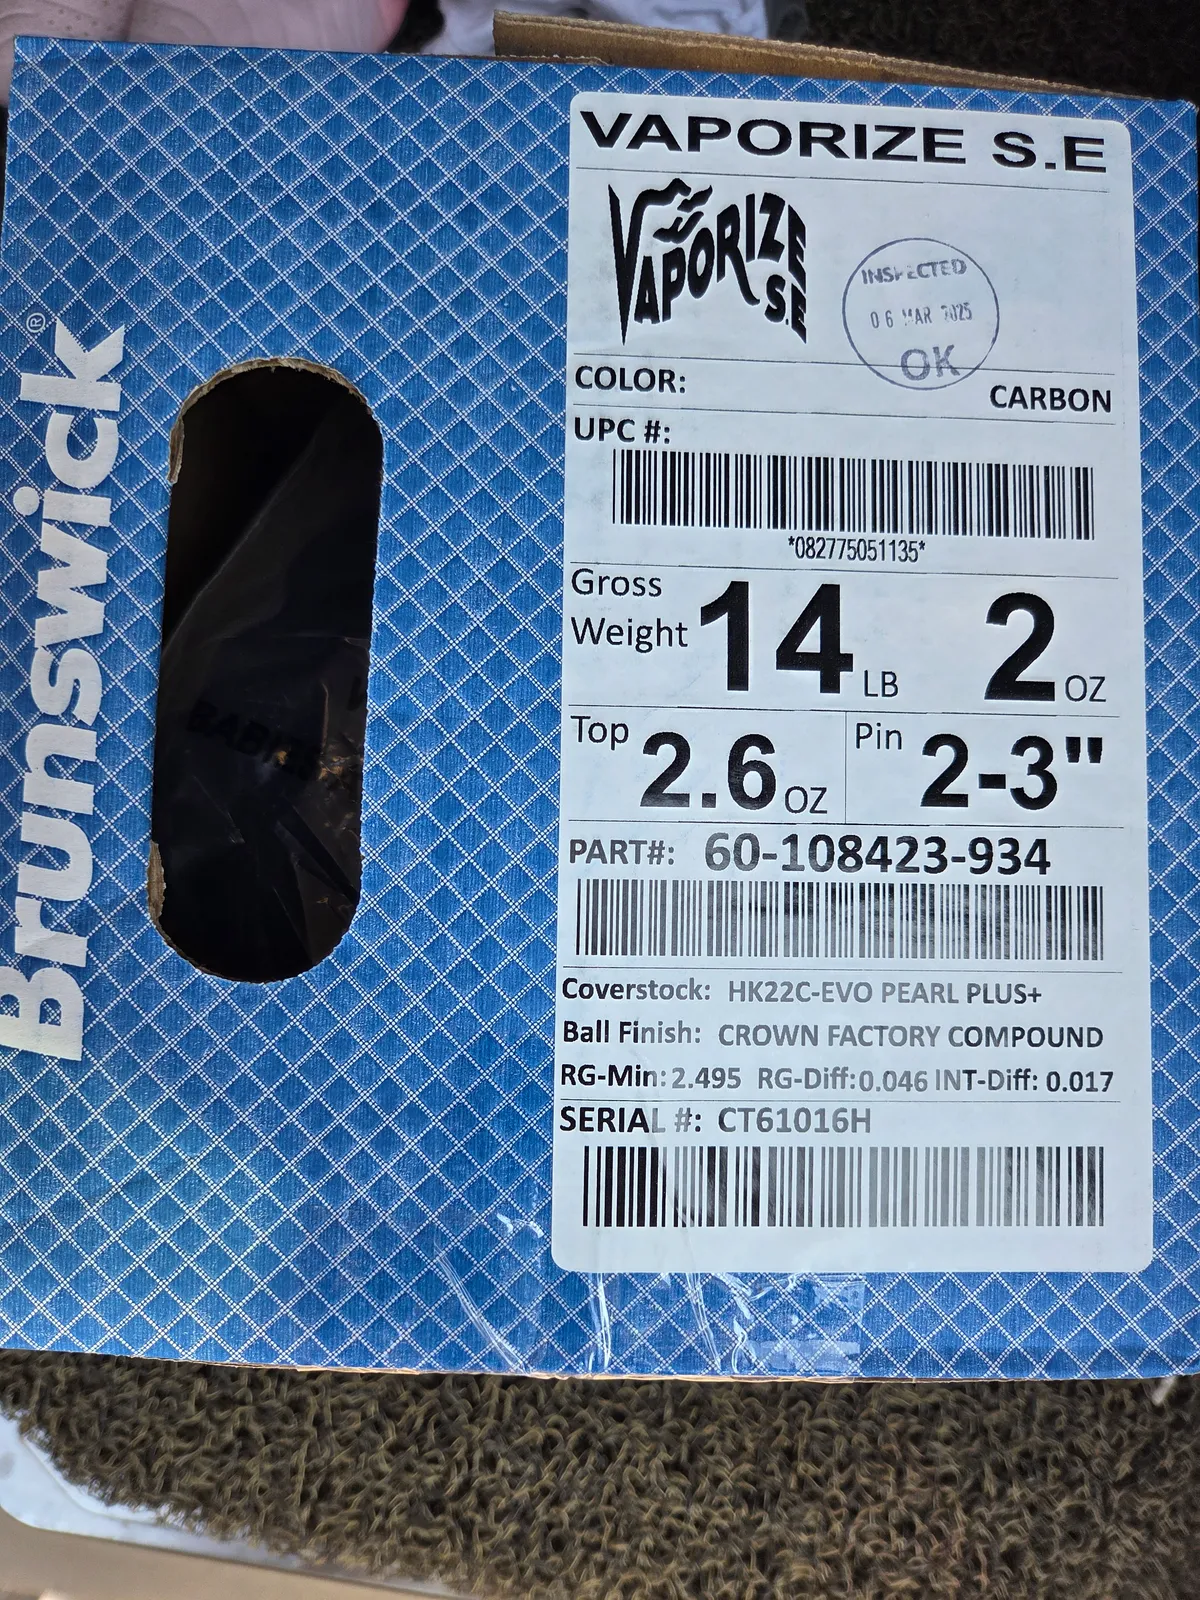 Brunswick®
VAPORIZE S.E
VAPORIZE
S.E
INSPECTED
06 MAR 2025
OK
COLOR: CARBON
UPC #:
*082775051135*
Gross
Weight 14 LB 2 OZ
Top 2.6 OZ
Pin 2-3"
PART#: 60-108423-934
Coverstock: HK22C-EVO PEARL PLUS+
Ball Finish: CROWN FACTORY COMPOUND
RG-Min: 2.495 RG-Diff: 0.046 INT-Diff: 0.017
SERIAL #: CT61016H